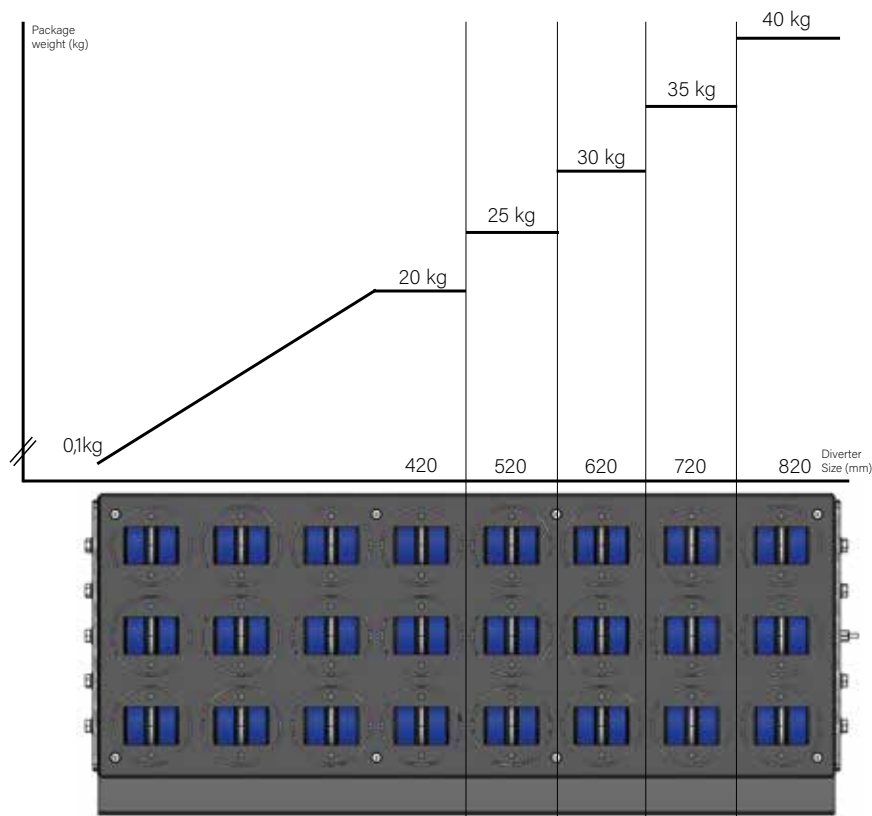 Package
weight (kg)
40 kg
35 kg
30 kg
25 kg
20 kg
0,1kg
420
520
620
720
820
Diverter
Size (mm)